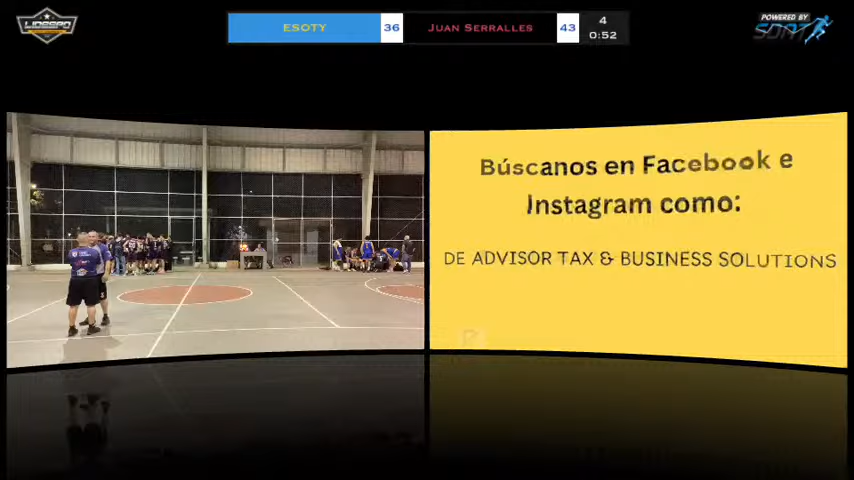 LIDESPO
ESOTY 36 JUAN SERRALLES 43 4
0:52
POWERED BY
Búscanos en Facebook e
Instagram como:
DE ADVISOR TAX & BUSINESS SOLUTIONS